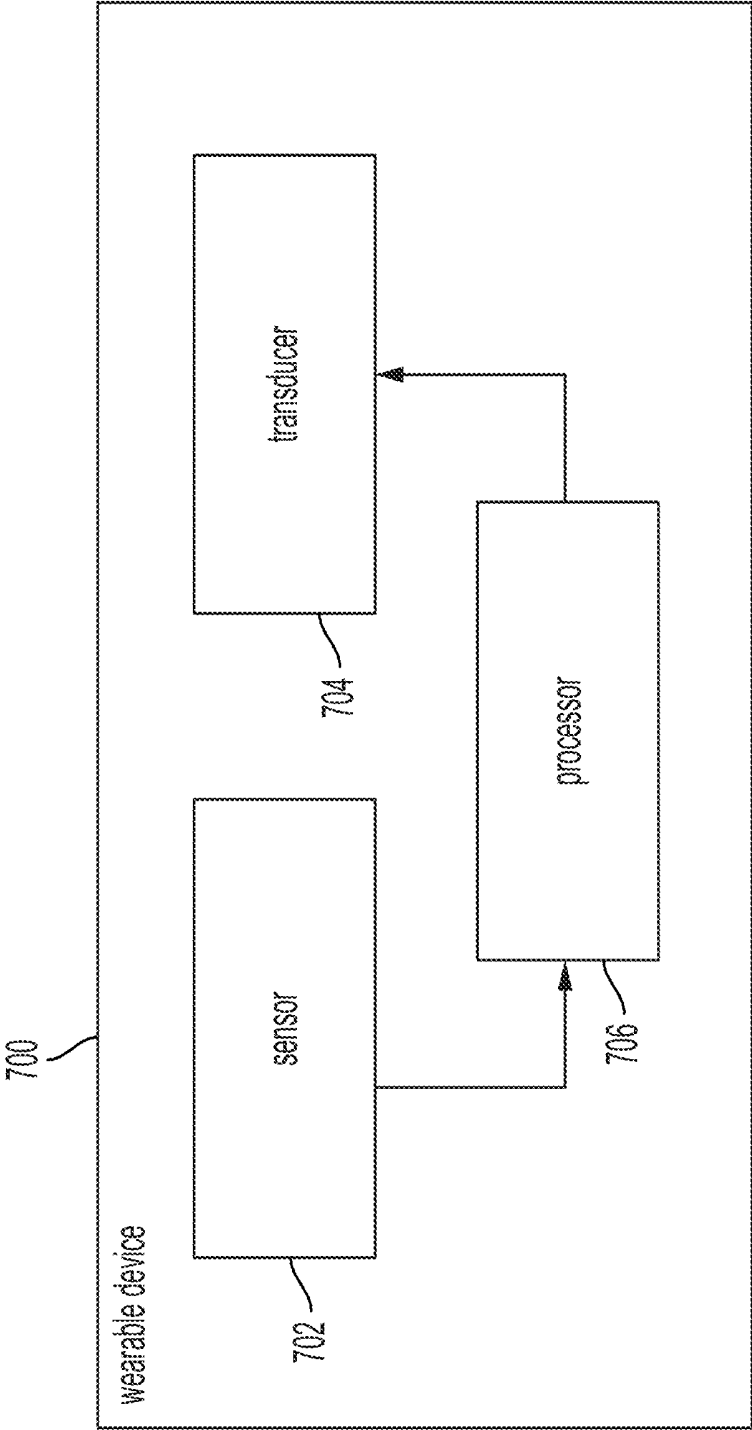 700
wearable device
702
sensor
704
transducer
706
processor